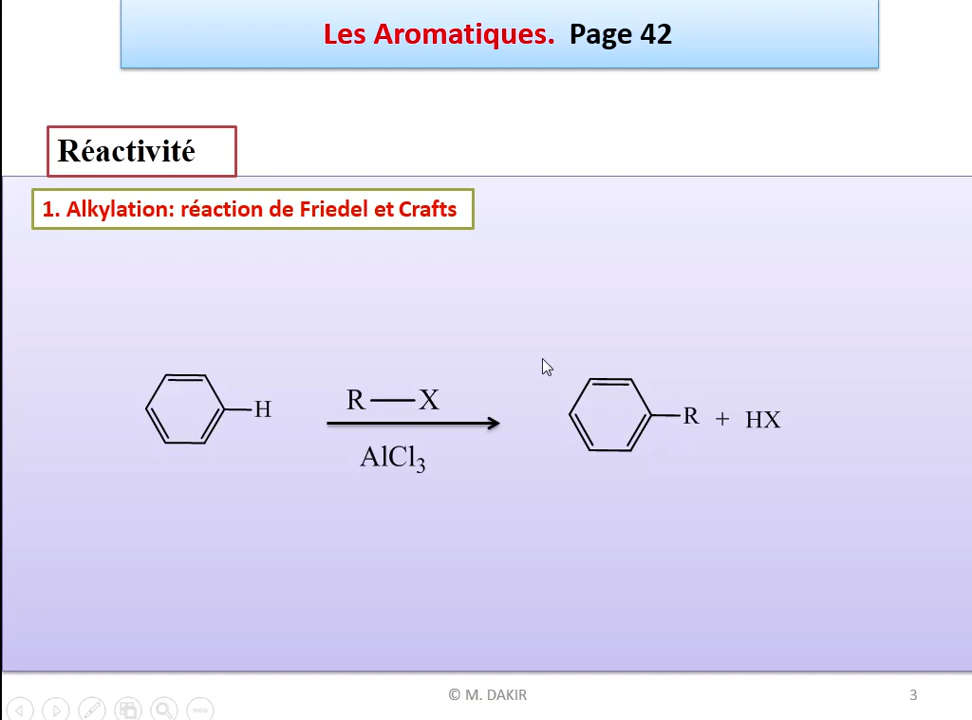 Les Aromatiques. Page 42
Réactivité
1. Alkylation: réaction de Friedel et Crafts
H
R X
AlCl₃
R + HX
© M. DAKIR
3